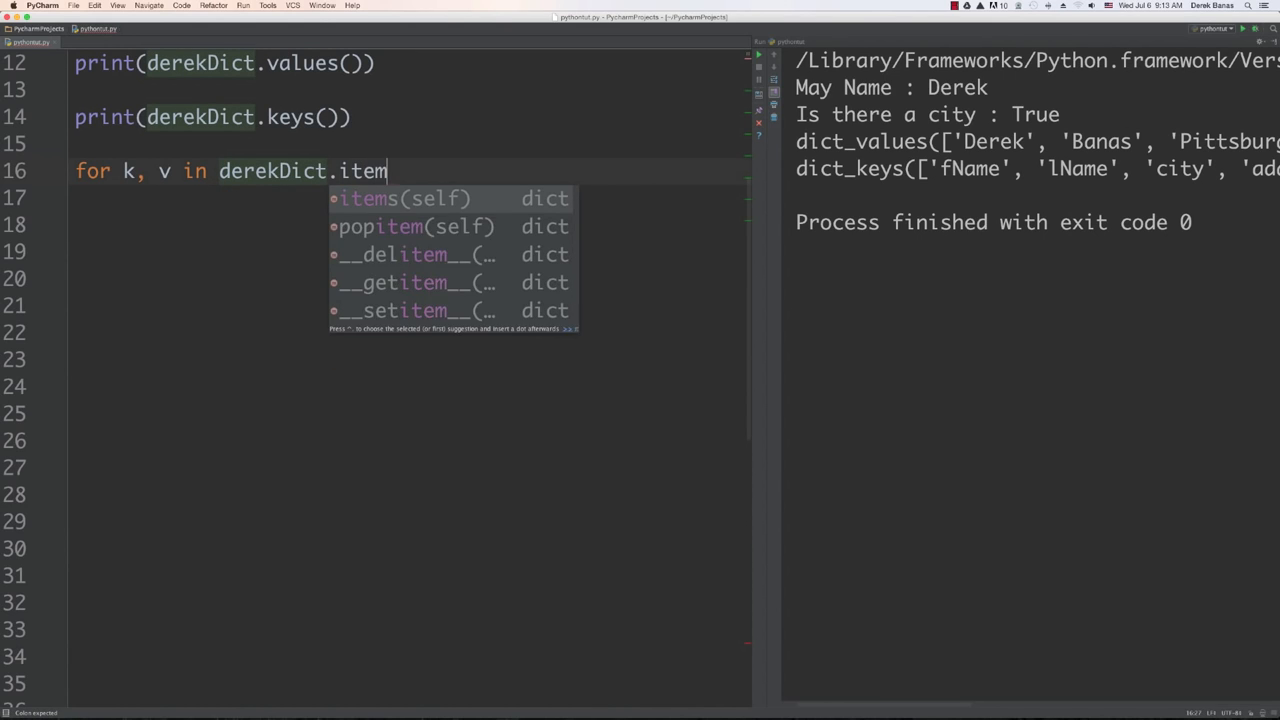 PyCharm File Edit View Navigate Code Refactor Run Tools VCS Window Help 10 Wed Jul 6 9:13 AM Derek Banas
pythontut.py - PycharmProjects - [~/PycharmProjects]
PycharmProjects pythontut.py pythontut
pythontut.py
12 print(derekDict.values())
13
14 print(derekDict.keys())
15
16 for k, v in derekDict.item
17
18
19
20
21
22
23
24
25
26
27
28
29
30
31
32
33
34
35
items(self) dict
popitem(self) dict
__delitem__(… dict
__getitem__(… dict
__setitem__(… dict
Press ^. to choose the selected (or first) suggestion and insert a dot afterwards >>
Run pythontut
/Library/Frameworks/Python.framework/Vers
May Name : Derek
Is there a city : True
dict_values(['Derek', 'Banas', 'Pittsburg
dict_keys(['fName', 'lName', 'city', 'add
Process finished with exit code 0
Colon expected
16:27 LF÷ UTF-8÷